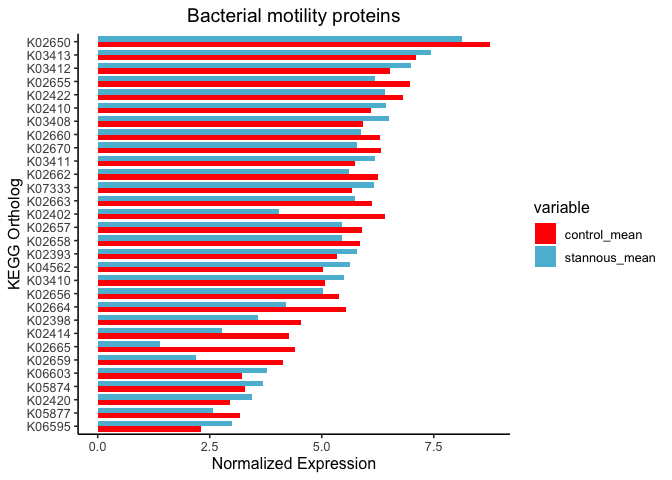 Bacterial motility proteins
KEGG Ortholog
K02650
K03413
K03412
K02655
K02422
K02410
K03408
K02660
K02670
K03411
K02662
K07333
K02663
K02402
K02657
K02658
K02393
K04562
K03410
K02656
K02664
K02398
K02414
K02665
K02659
K06603
K05874
K02420
K05877
K06595
0.0 2.5 5.0 7.5
Normalized Expression
variable
control_mean
stannous_mean